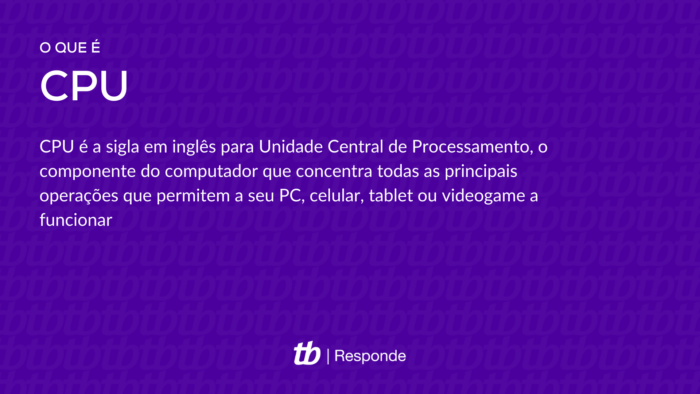 O QUE É
CPU
CPU é a sigla em inglês para Unidade Central de Processamento, o
componente do computador que concentra todas as principais
operações que permitem a seu PC, celular, tablet ou videogame a
funcionar
tb | Responde